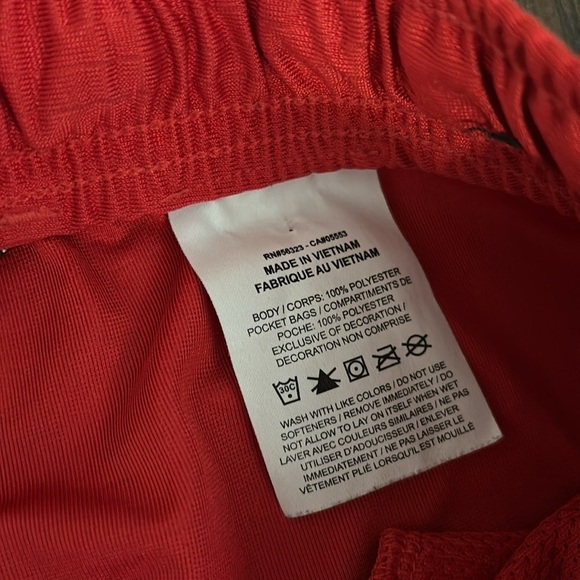 RN#56323 - CA#05553
MADE IN VIETNAM
FABRIQUE AU VIETNAM
BODY / CORPS: 100% POLYESTER
POCKET BAGS / COMPARTIMENTS DE
POCHE: 100% POLYESTER
EXCLUSIVE OF DECORATION /
DECORATION NON COMPRISE
30C
WASH WITH LIKE COLORS / DO NOT USE
SOFTENERS / REMOVE IMMEDIATELY / DO
NOT ALLOW TO LAY ON ITSELF WHEN WET
LAVER AVEC COULEURS SIMILAIRES / NE PAS
UTILISER D'ADOUCISSEUR / ENLEVER
IMMEDIATEMENT / NE PAS LAISSER LE
VÊTEMENT PLIÉ LORSQU'IL EST MOUILLÉ